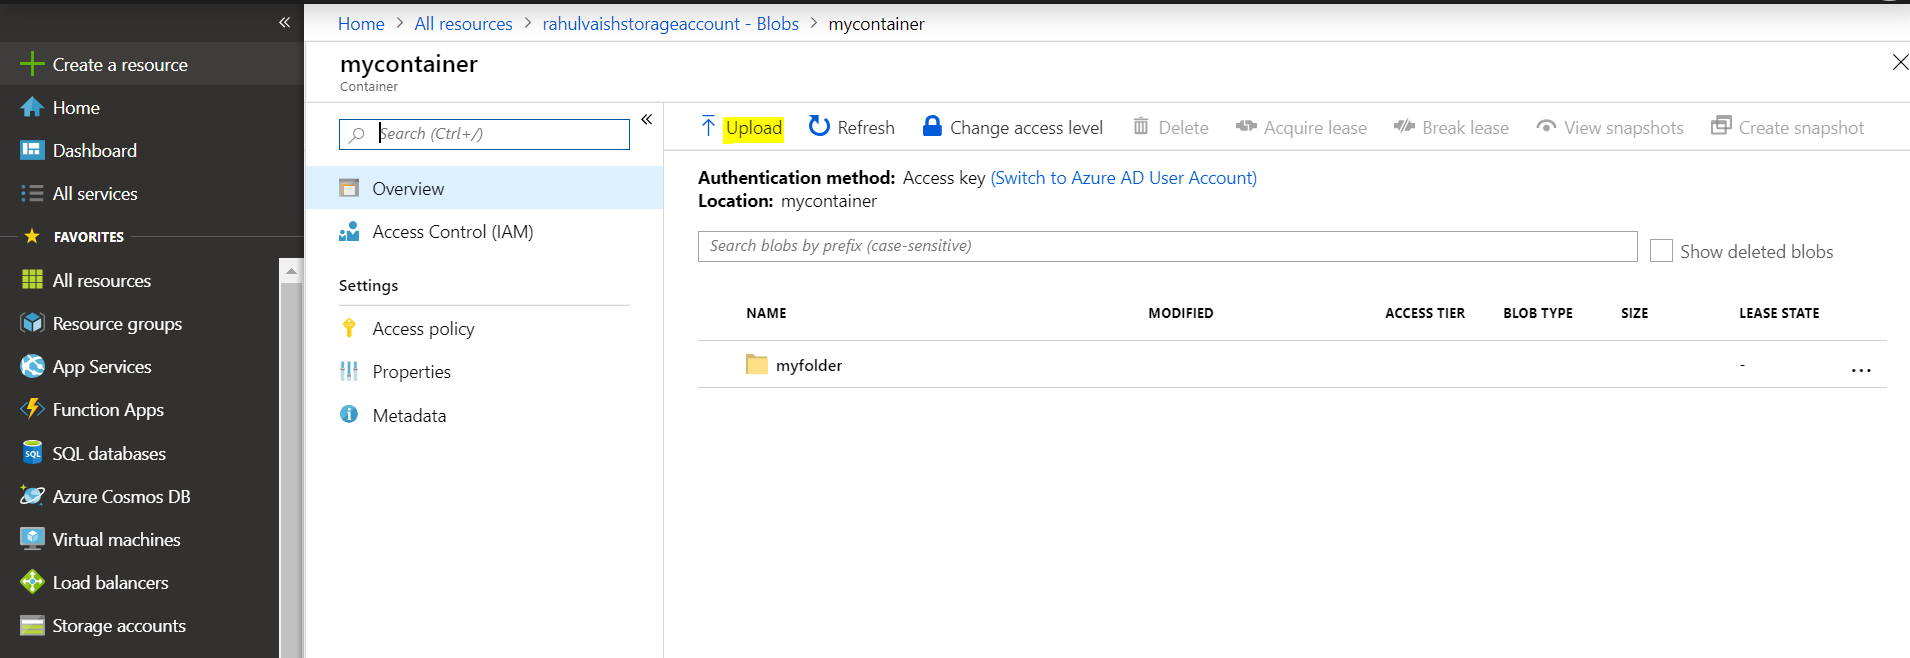 «
Home > All resources > rahulvaishstorageaccount - Blobs > mycontainer
Create a resource
Home
Dashboard
All services
FAVORITES
All resources
Resource groups
App Services
Function Apps
SQL databases
Azure Cosmos DB
Virtual machines
Load balancers
Storage accounts
mycontainer
Container
Search (Ctrl+/)
«
Overview
Access Control (IAM)
Settings
Access policy
Properties
Metadata
Upload Refresh Change access level Delete Acquire lease Break lease View snapshots Create snapshot
Authentication method: Access key (Switch to Azure AD User Account)
Location: mycontainer
Search blobs by prefix (case-sensitive)
Show deleted blobs
NAME MODIFIED ACCESS TIER BLOB TYPE SIZE LEASE STATE
myfolder - ...